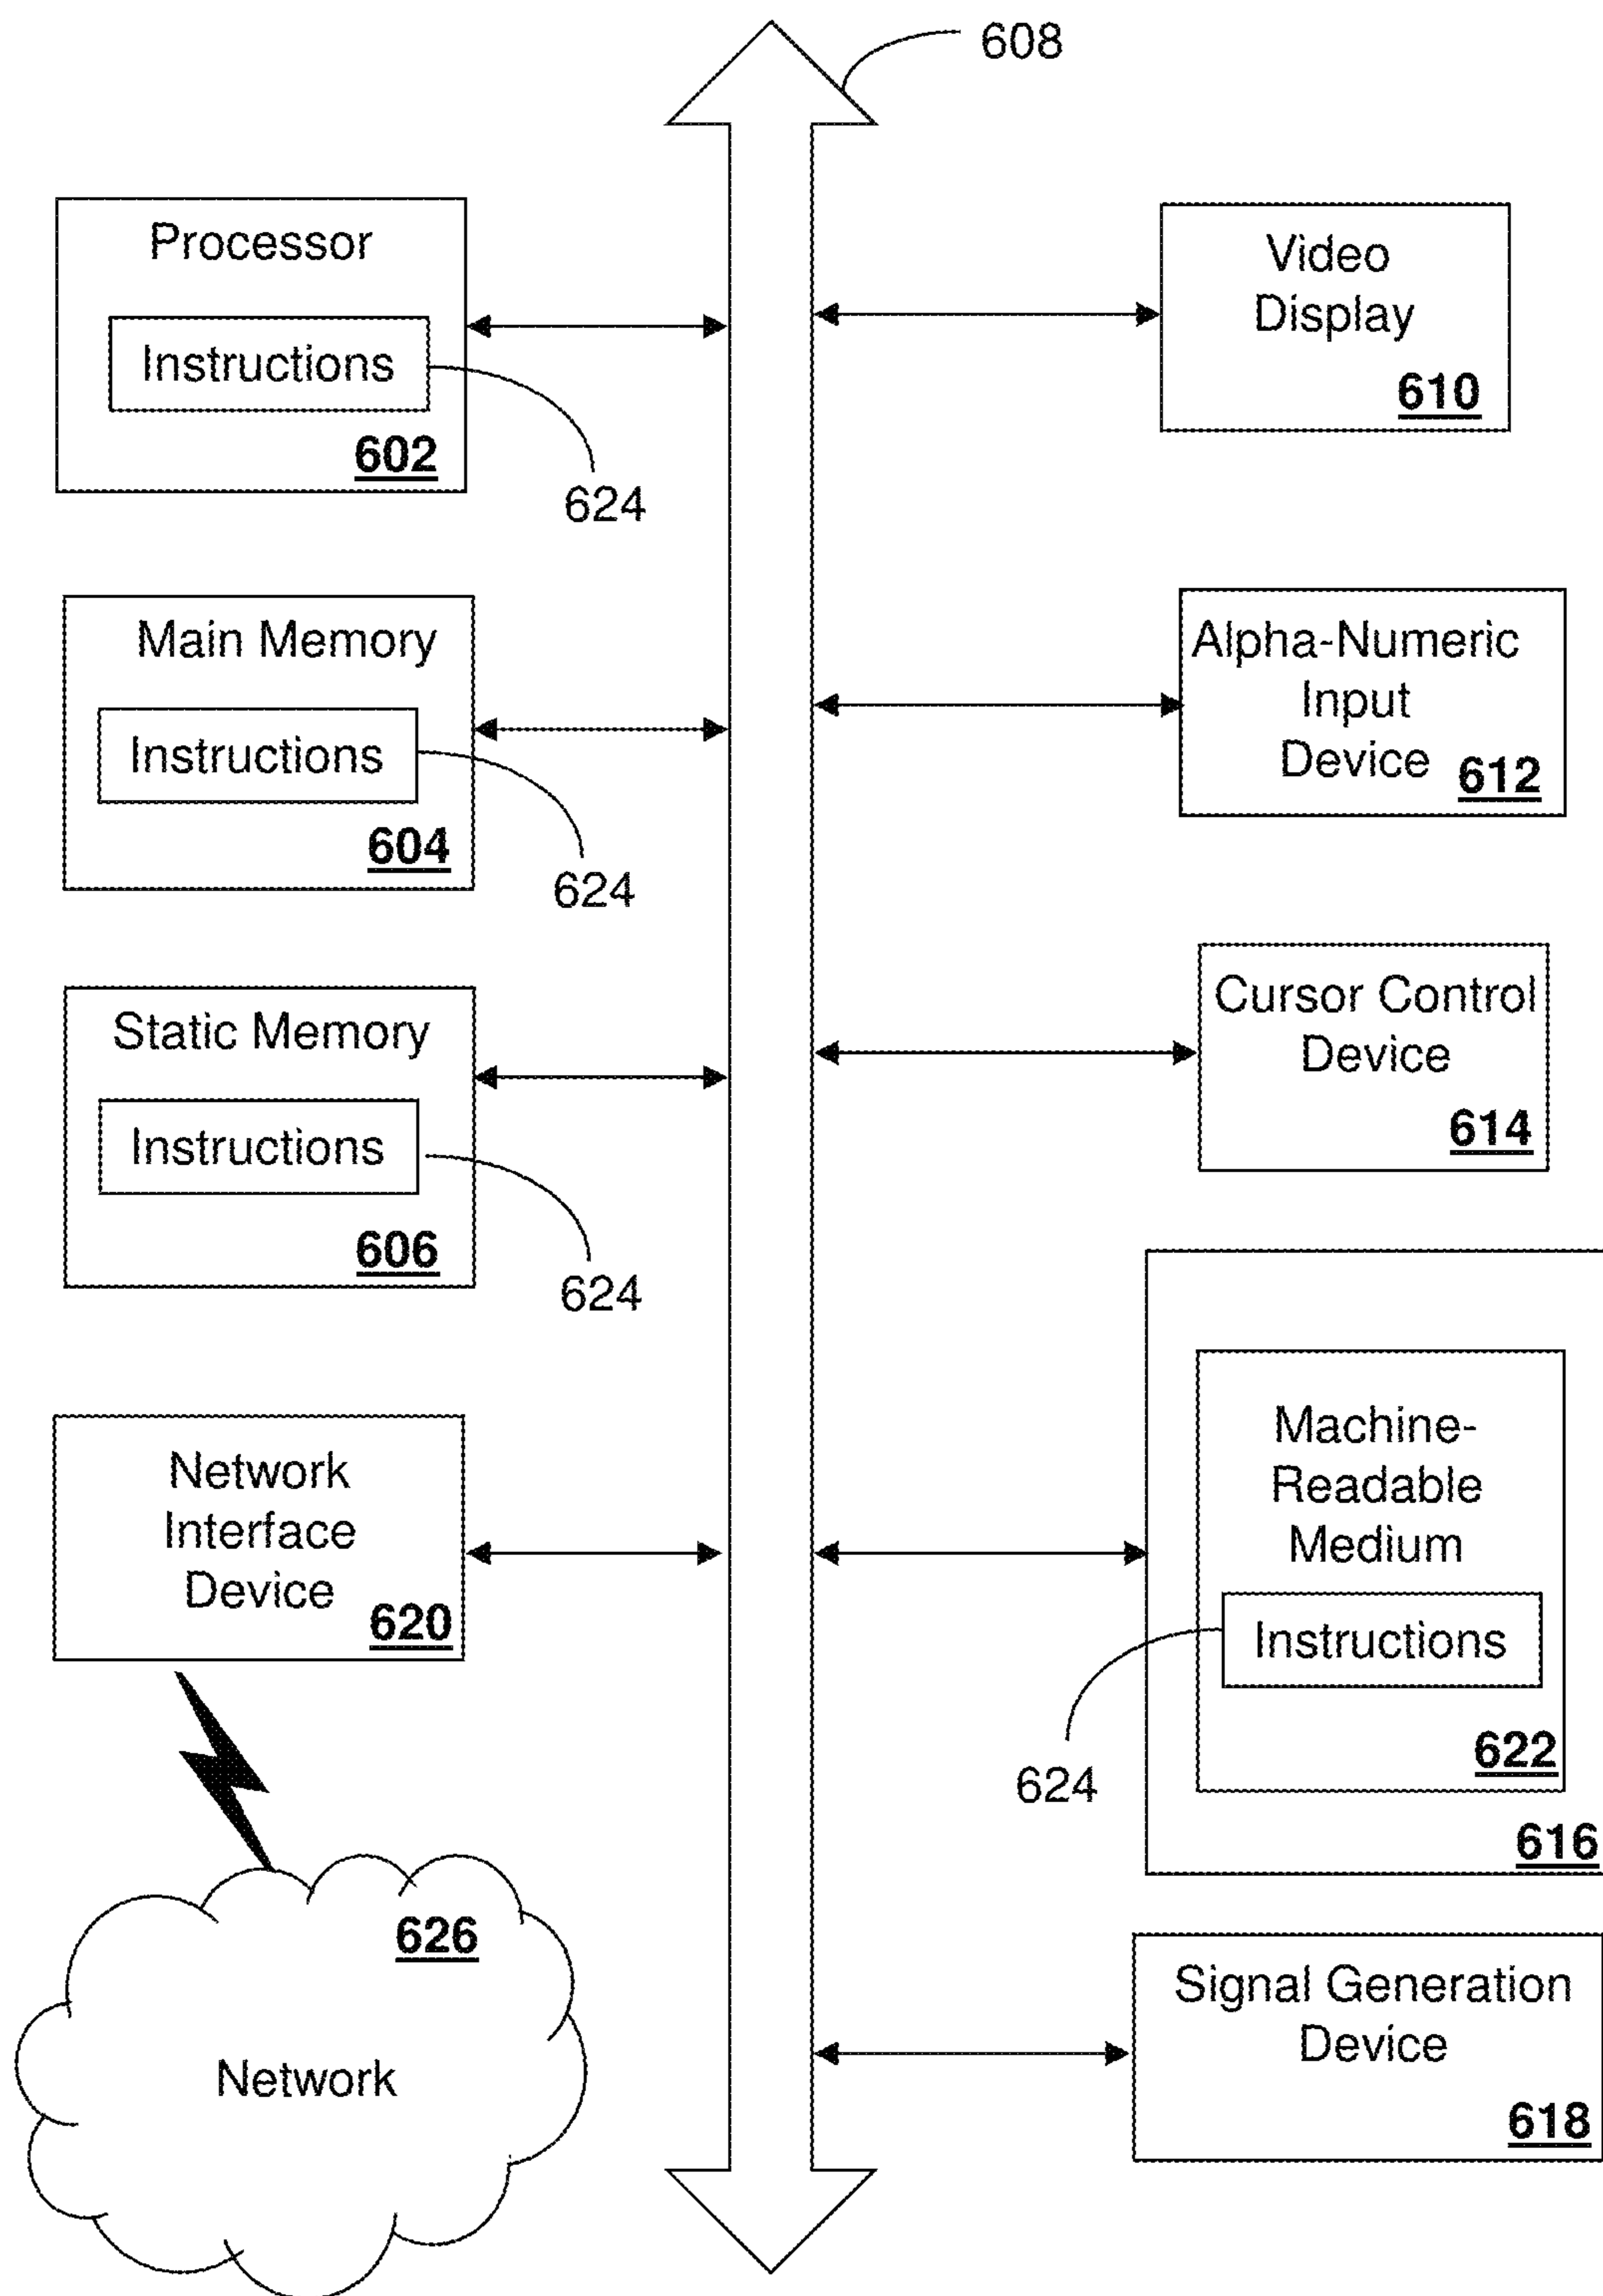 608
Processor
Instructions
602
624
Main Memory
Instructions
604
624
Static Memory
Instructions
606
624
Network
Interface
Device
620
626
Network
Video
Display
610
Alpha-Numeric
Input
Device
612
Cursor Control
Device
614
Machine-
Readable
Medium
Instructions
624
622
616
Signal Generation
Device
618